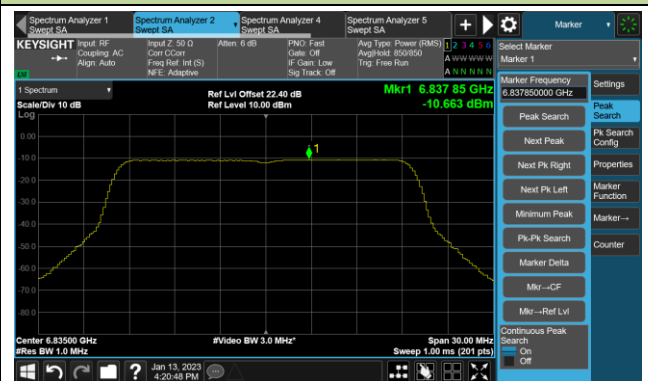 Spectrum Analyzer 1
Swept SA
Spectrum Analyzer 2
Swept SA
Spectrum Analyzer 4
Swept SA
Spectrum Analyzer 5
Swept SA
+
Marker
KEYSIGHT
Input: RF
Coupling: AC
Align: Auto
Input Z: 50 Ω
Corr CCorr
Freq Ref: Int (S)
NFE: Adaptive
Atten: 6 dB
PNO: Fast
Gate: Off
IF Gain: Low
Sig Track: Off
Avg Type: Power (RMS)
Avg|Hold: 850/850
Trig: Free Run
1 2 3 4 5 6
A W W W W W
A N N N N N
Select Marker
Marker 1
1 Spectrum
Scale/Div 10 dB
Log
Ref Lvl Offset 22.40 dB
Ref Level 10.00 dBm
Mkr1 6.837 85 GHz
-10.663 dBm
Marker Frequency
6.837850000 GHz
Settings
Peak Search
Next Peak
Next Pk Right
Next Pk Left
Minimum Peak
Pk-Pk Search
Marker Delta
Mkr→CF
Mkr→Ref Lvl
Continuous Peak
Search
On
Off
Peak
Search
Pk Search
Config
Properties
Marker
Function
Marker→
Counter
0.00
-10.0
-20.0
-30.0
-40.0
-50.0
-60.0
-70.0
-80.0
1
Center 6.83500 GHz
#Res BW 1.0 MHz
#Video BW 3.0 MHz*
Span 30.00 MHz
Sweep 1.00 ms (201 pts)
?
Jan 13, 2023
4:20:48 PM